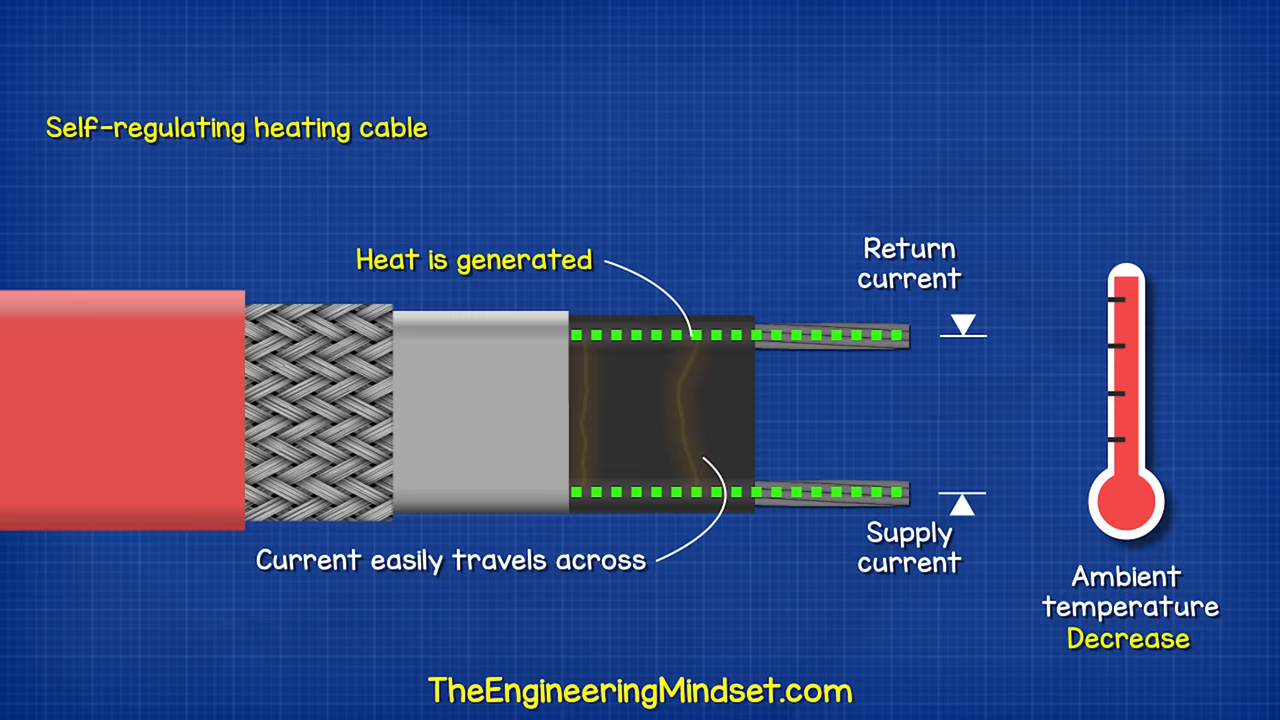 Self-regulating heating cable
Heat is generated
Return
current
Current easily travels across
Supply
current
Ambient
temperature
Decrease
TheEngineeringMindset.com